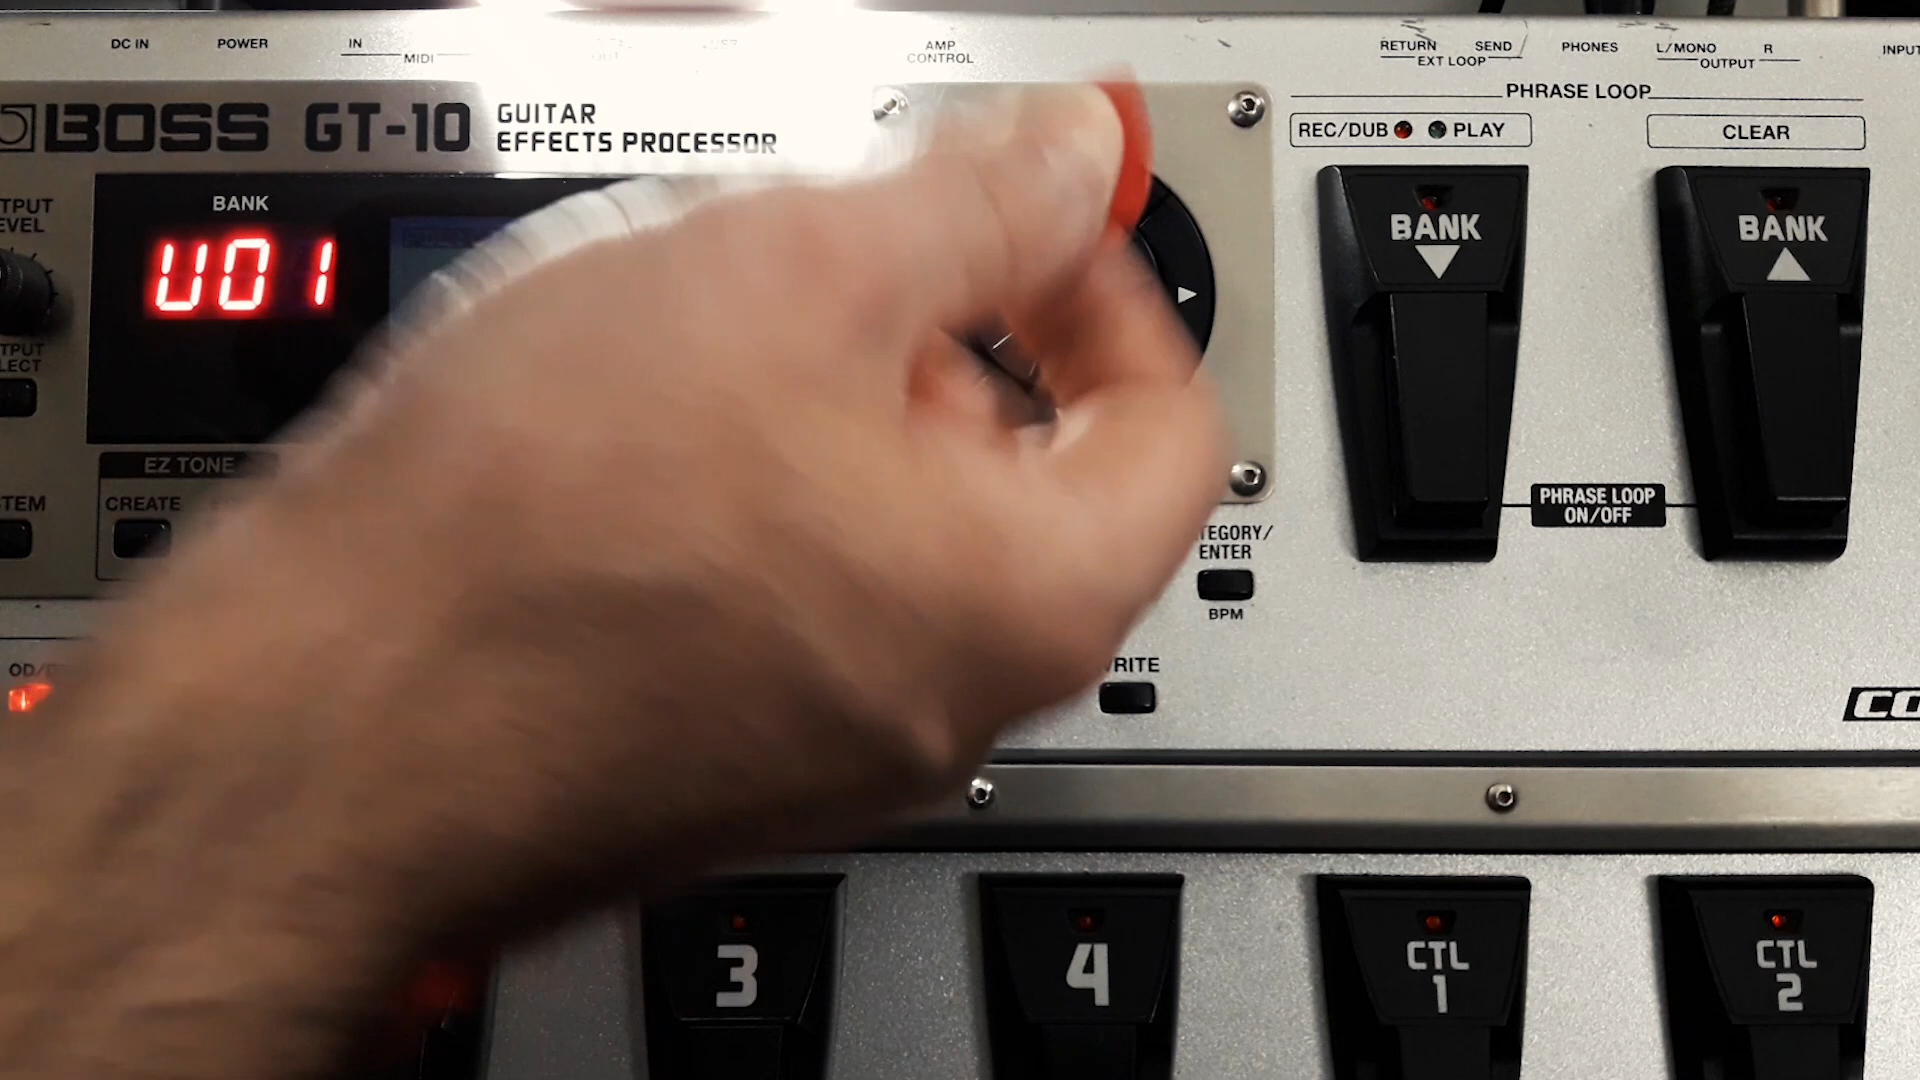 DC IN
POWER
IN
MIDI
OUT
AMP
CONTROL
RETURN
SEND
EXT LOOP
PHONES
L/MONO
R
OUTPUT
INPUT
BOSS GT-10
GUITAR
EFFECTS PROCESSOR
PHRASE LOOP
REC/DUB
PLAY
CLEAR
BANK
U01
BANK
BANK
EZ TONE
CREATE
PHRASE LOOP
ON/OFF
ENTER
BPM
3
4
CTL
1
CTL
2